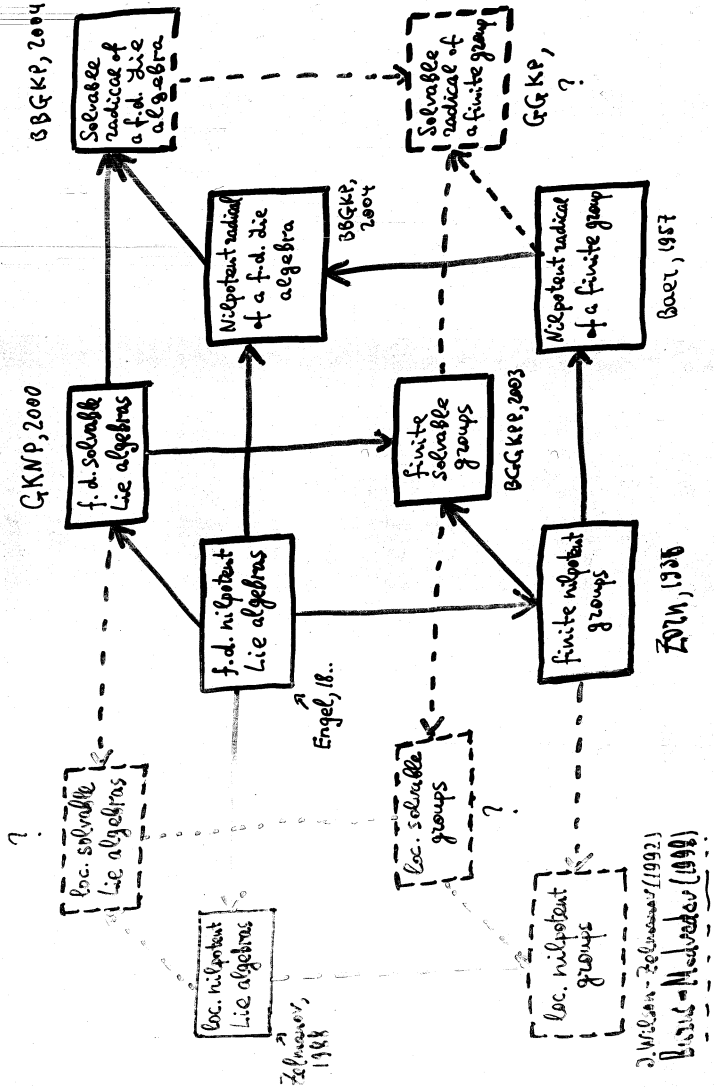 ?
GKNP, 2000
BBGKP, 2004
loc. solvable
Lie algebras
f.d. solvable
Lie algebras
Solvable
radical of
a f.d. Lie
algebra
loc. nilpotent
Lie algebras
f.d. nilpotent
Lie algebras
Nilpotent radical
of a f.d. Lie
algebra
Zelmanov,
Engel, 18..
BBGKP,
2004
loc. solvable
groups
?
finite
solvable
groups
BGGKPP, 2003
Solvable
radical of
a finite group
GGKP,
?
loc. nilpotent
groups
finite nilpotent
groups
Nilpotent radical
of a finite group
J. Wilson-Zelmanov (1992)
Medvedev (1998)
Zorn,
Baer, 1957